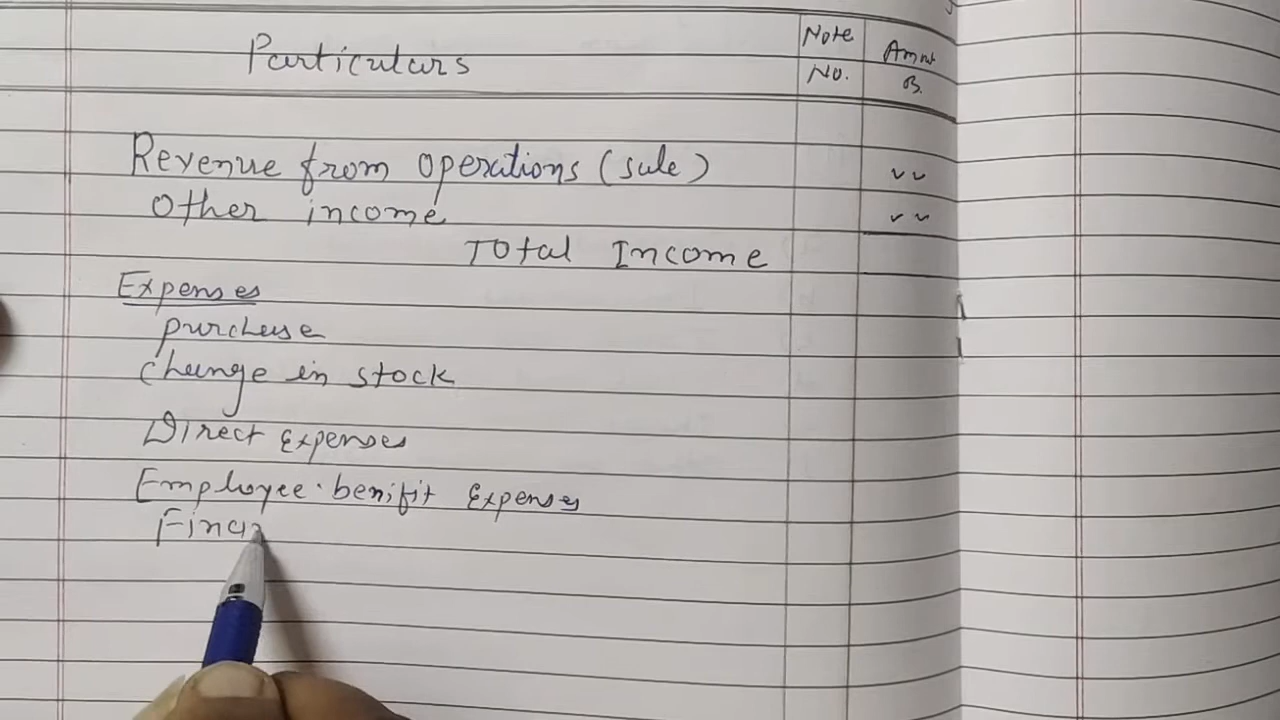 Particulars
Note No.
Amnt
Rs.
Revenue from operations (sale)
Other income
Total Income
Expenses
purchase
change in stock
Direct Expenses
Employee benifit Expenses
Finan